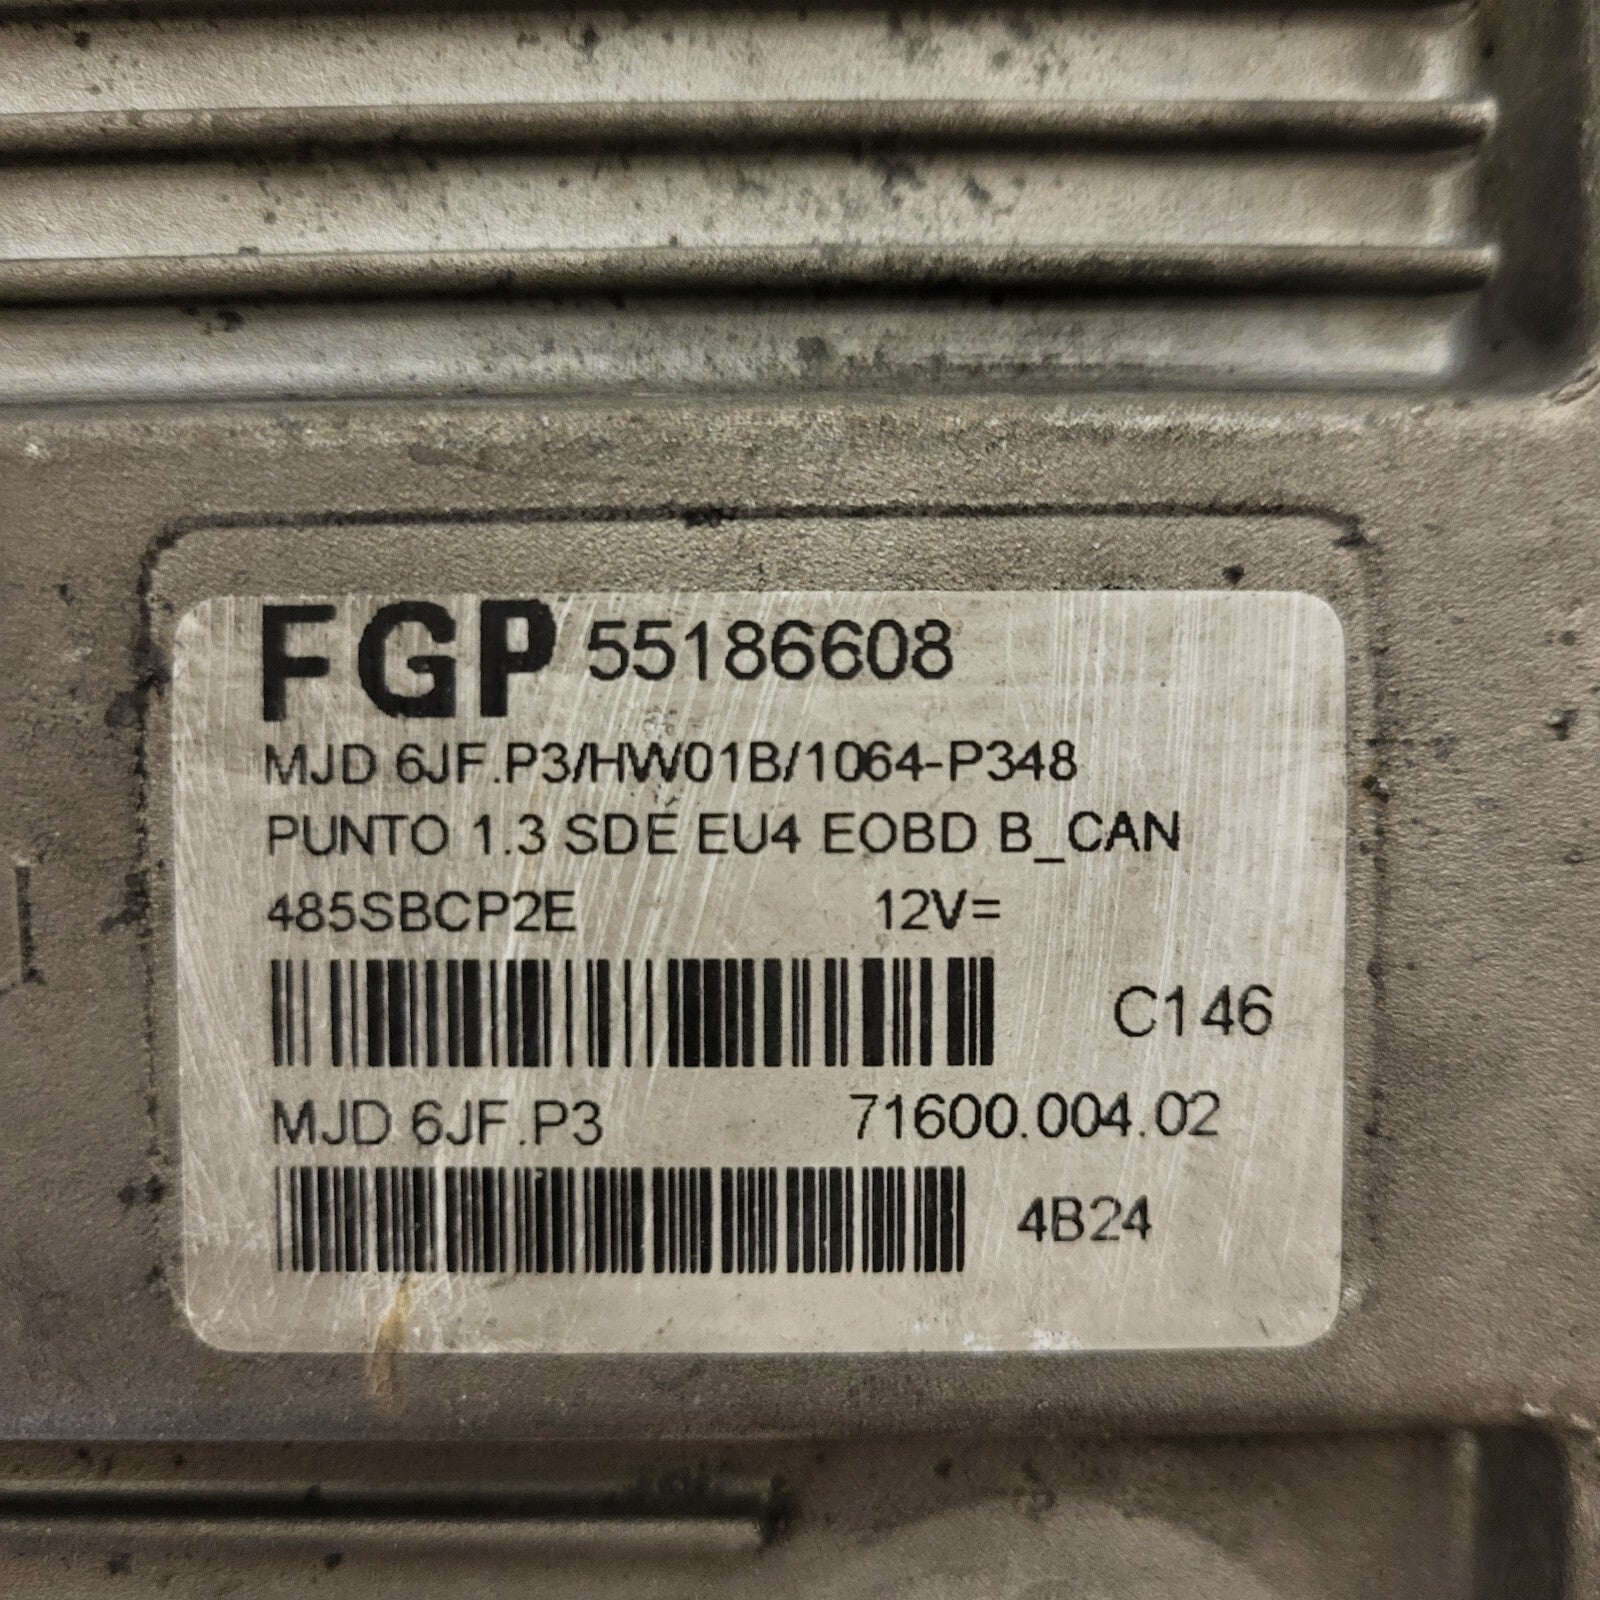 FGP 55186608
MJD 6JF.P3/HW01B/1064-P348
PUNTO 1.3 SDE EU4 EOBD B_CAN
485SBCP2E 12V=
C146
MJD 6JF.P3 71600.004.02
4B24